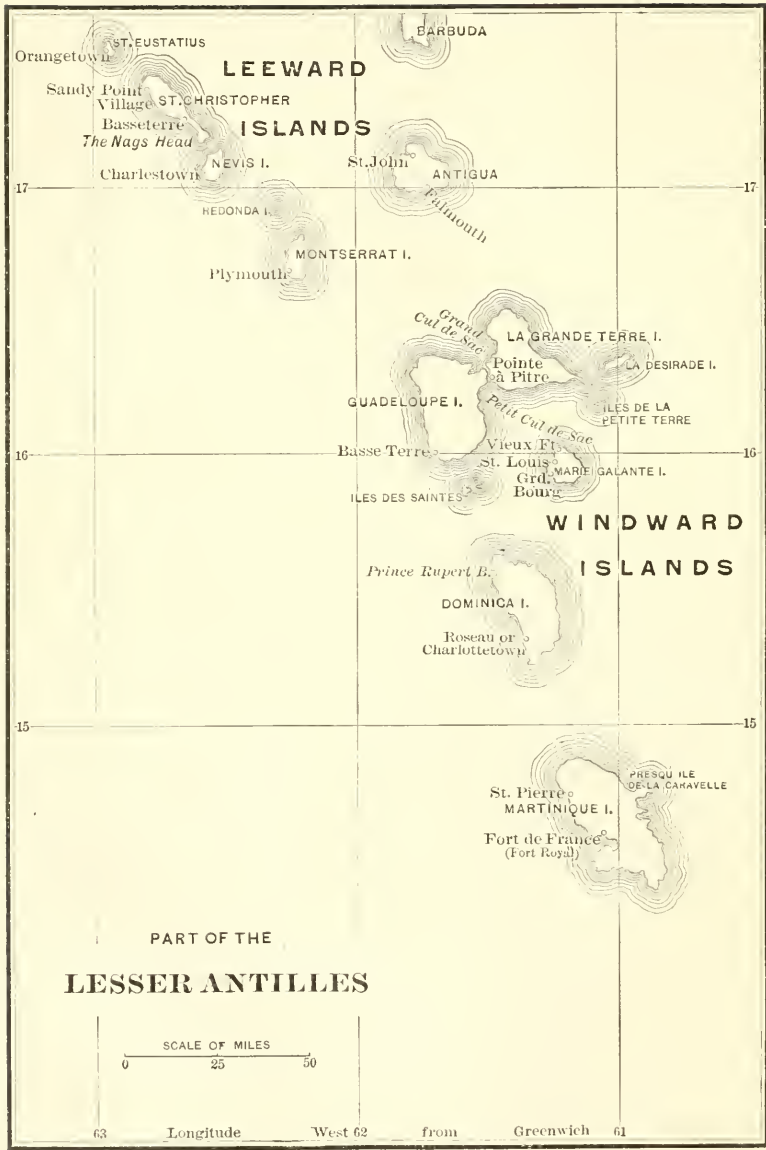 BARBUDA
ST. EUSTATIUS
Orangetown
LEEWARD
ISLANDS
Sandy Point
Village
ST. CHRISTOPHER
Basseterre
The Nags Head
NEVIS I.
Charlestown
St. John
ANTIGUA
17
17
Falmouth
REDONDA I.
MONTSERRAT I.
Plymouth
Grand
Cul de Sac
LA GRANDE TERRE I.
Pointe
à Pitre
LA DESIRADE I.
GUADELOUPE I.
Petit Cul de Sac
ILES DE LA
PETITE TERRE
Basse Terre
Vieux Ft.
16
16
St. Louis
MARIE GALANTE I.
Grd.
Bourg
ILES DES SAINTES
WINDWARD
ISLANDS
Prince Rupert B.
DOMINICA I.
Roseau or
Charlottetown
15
15
PRESQU ILE
DE LA CARAVELLE
St. Pierre
MARTINIQUE I.
Fort de France
(Fort Royal)
PART OF THE
LESSER ANTILLES
SCALE OF MILES
0 25 50
63 Longitude West 62 from Greenwich 61